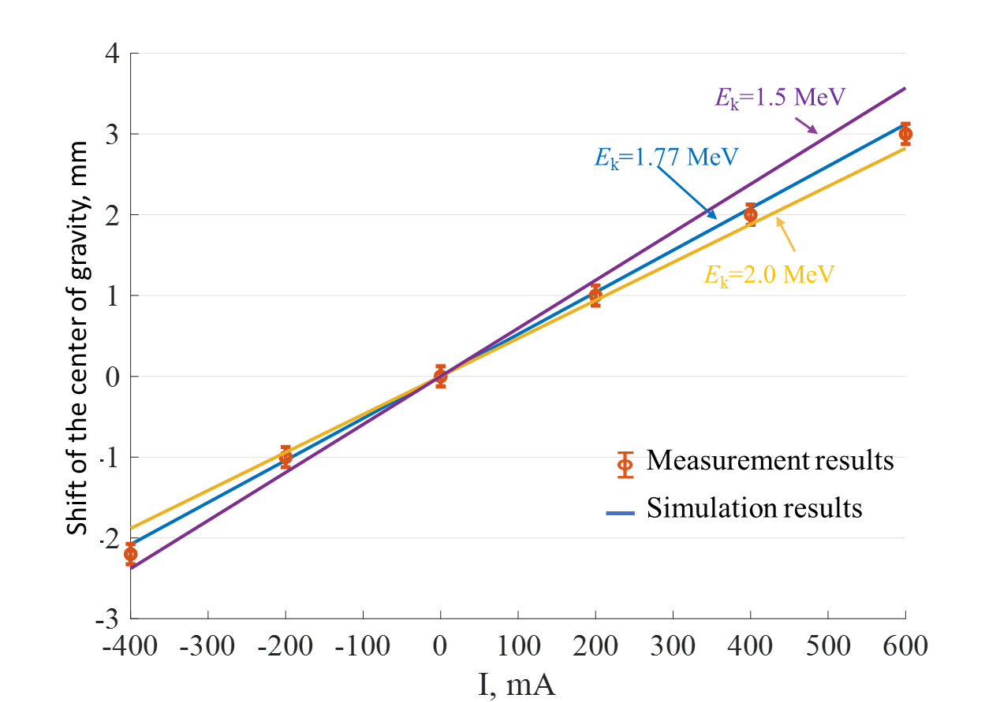 4
3
2
1
0
-1
-2
-3
-400 -300 -200 -100 0 100 200 300 400 500 600
I, mA
Shift of the center of gravity, mm
Eₖ=1.5 MeV
Eₖ=1.77 MeV
Eₖ=2.0 MeV
Measurement results
Simulation results